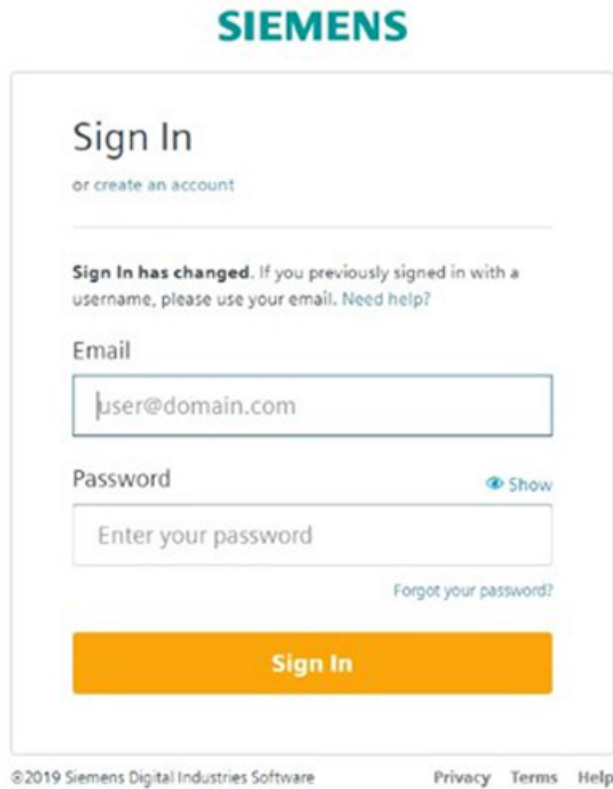 SIEMENS
Sign In
or create an account
Sign In has changed. If you previously signed in with a
username, please use your email. Need help?
Email
user@domain.com
Password
Show
Enter your password
Forgot your password?
Sign In
©2019 Siemens Digital Industries Software Privacy Terms Help